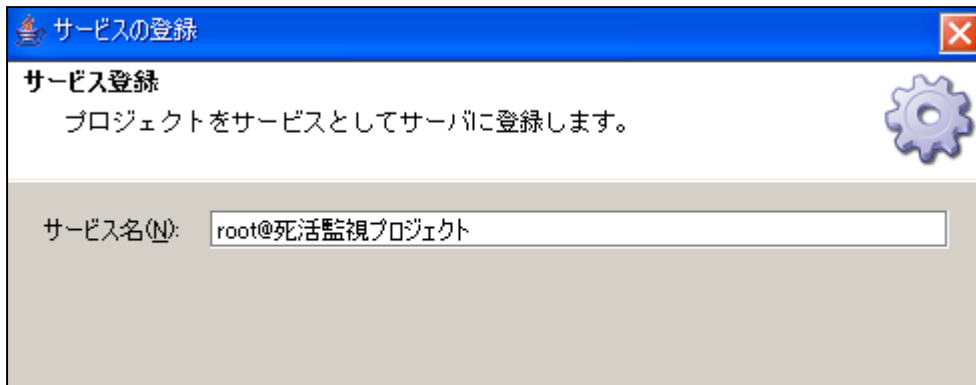 サービスの登録
サービス登録
プロジェクトをサービスとしてサーバに登録します。
サービス名(N): root@死活監視プロジェクト